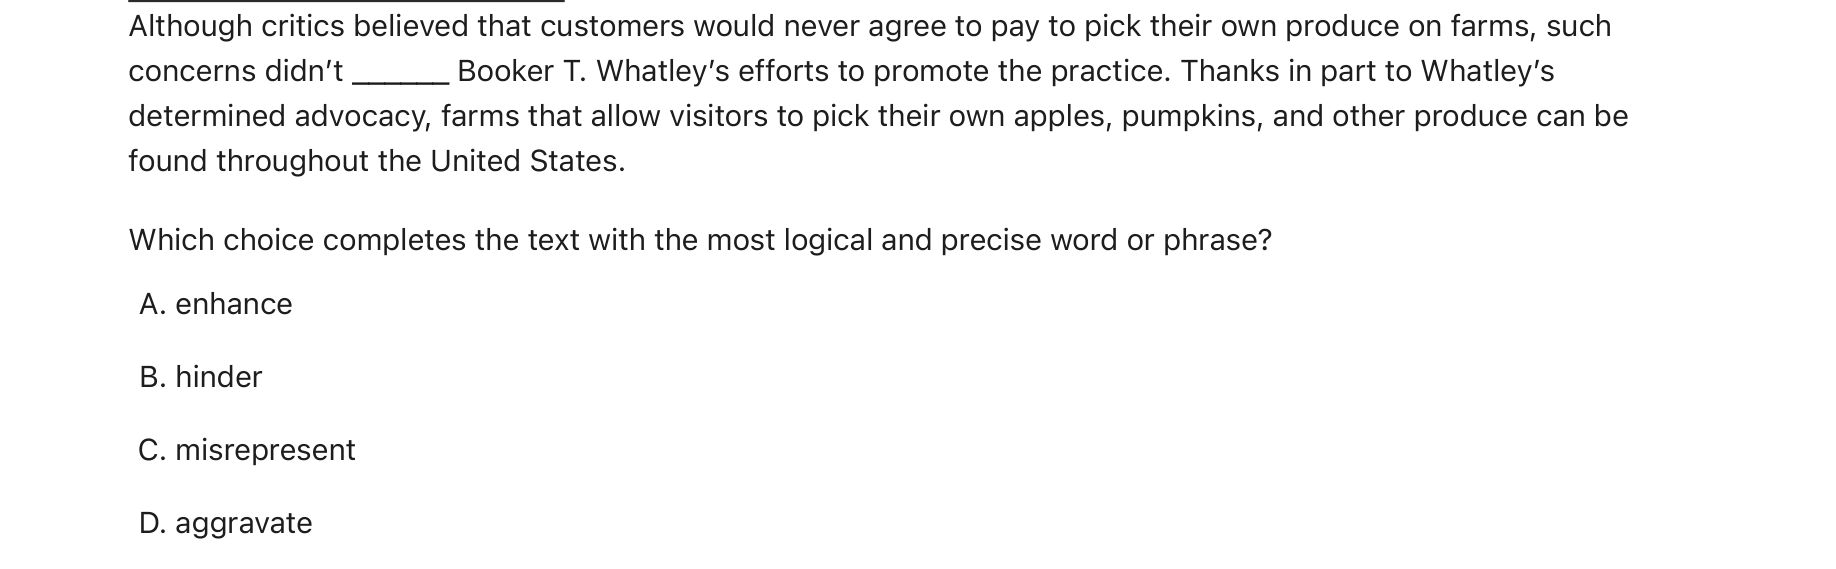 Although critics believed that customers would never agree to pay to pick their own produce on farms, such
concerns didn’t ______ Booker T. Whatley’s efforts to promote the practice. Thanks in part to Whatley’s
determined advocacy, farms that allow visitors to pick their own apples, pumpkins, and other produce can be
found throughout the United States.
Which choice completes the text with the most logical and precise word or phrase?
A. enhance
B. hinder
C. misrepresent
D. aggravate